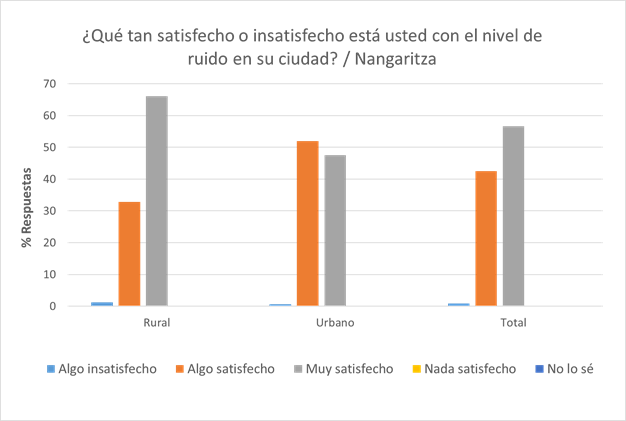 ¿Qué tan satisfecho o insatisfecho está usted con el nivel de
ruido en su ciudad? / Nangaritza
70
60
50
40
30
20
10
0
% Respuestas
Rural Urbano Total
Algo insatisfecho Algo satisfecho Muy satisfecho Nada satisfecho No lo sé